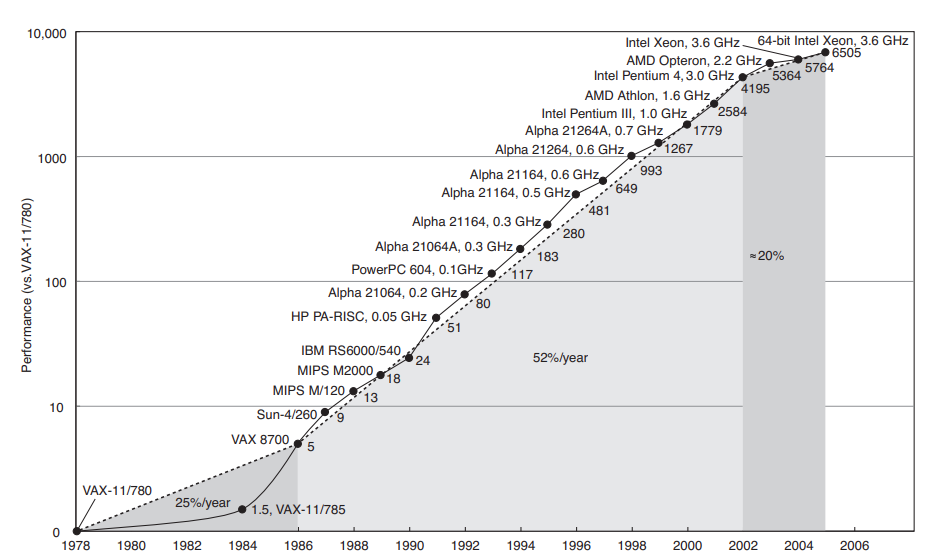 10,000
1000
100
10
0
Performance (vs. VAX-11/780)
64-bit Intel Xeon, 3.6 GHz
6505
Intel Xeon, 3.6 GHz
5764
AMD Opteron, 2.2 GHz
5364
Intel Pentium 4,3.0 GHz
4195
AMD Athlon, 1.6 GHz
2584
Intel Pentium III, 1.0 GHz
1779
Alpha 21264A, 0.7 GHz
1267
Alpha 21264, 0.6 GHz
993
Alpha 21164, 0.6 GHz
649
Alpha 21164, 0.5 GHz
481
Alpha 21164, 0.3 GHz
280
Alpha 21064A, 0.3 GHz
183
PowerPC 604, 0.1GHz
117
Alpha 21064, 0.2 GHz
80
HP PA-RISC, 0.05 GHz
51
IBM RS6000/540
24
MIPS M2000
18
MIPS M/120
13
Sun-4/260
9
VAX 8700
5
VAX-11/780
1.5, VAX-11/785
25%/year
52%/year
≈20%
1978 1980 1982 1984 1986 1988 1990 1992 1994 1996 1998 2000 2002 2004 2006